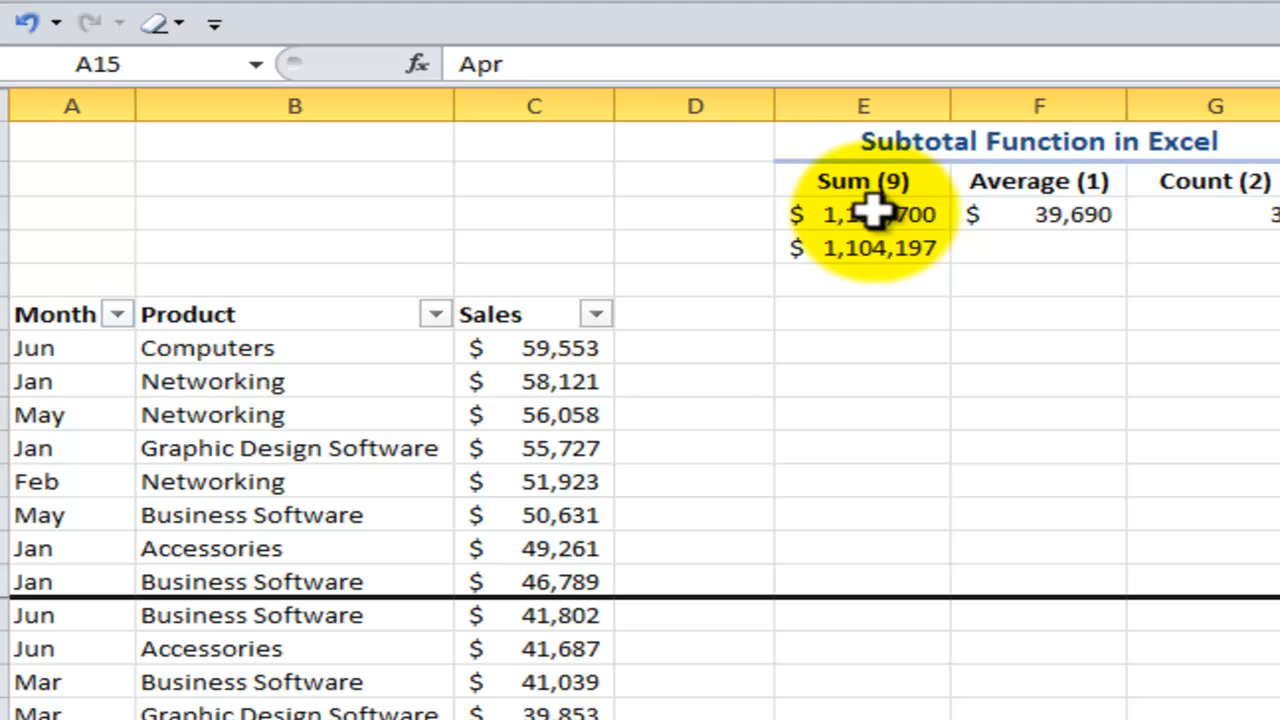 A15 fx Apr
A B C D E F G
Subtotal Function in Excel
Sum (9) Average (1) Count (2)
$ 700 $ 39,690
$ 1,104,197
Month Product Sales
Jun Computers $ 59,553
Jan Networking $ 58,121
May Networking $ 56,058
Jan Graphic Design Software $ 55,727
Feb Networking $ 51,923
May Business Software $ 50,631
Jan Accessories $ 49,261
Jan Business Software $ 46,789
Jun Business Software $ 41,802
Jun Accessories $ 41,687
Mar Business Software $ 41,039
Mar Graphic Design Software $ 39,853